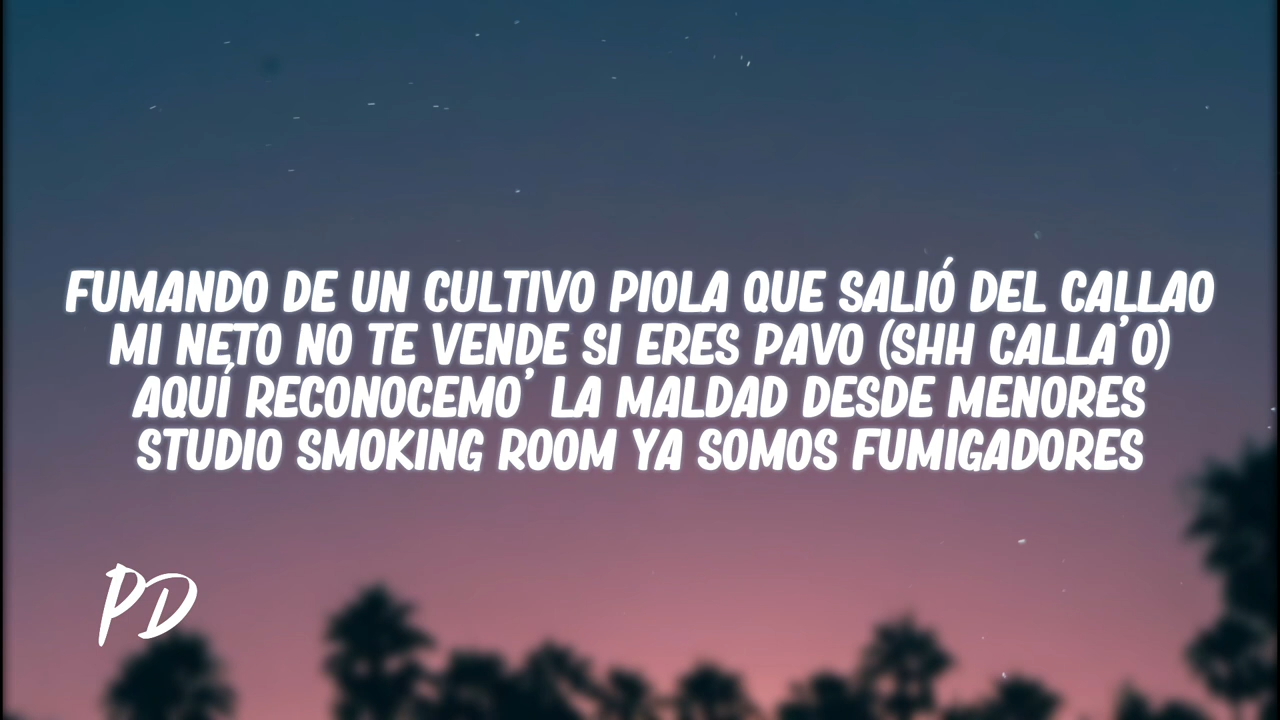 FUMANDO DE UN CULTIVO PIOLA QUE SALIÓ DEL CALLAO
MI NETO NO TE VENDE SI ERES PAVO (SHH CALLA'O)
AQUÍ RECONOCEMO' LA MALDAD DESDE MENORES
STUDIO SMOKING ROOM YA SOMOS FUMIGADORES
PD